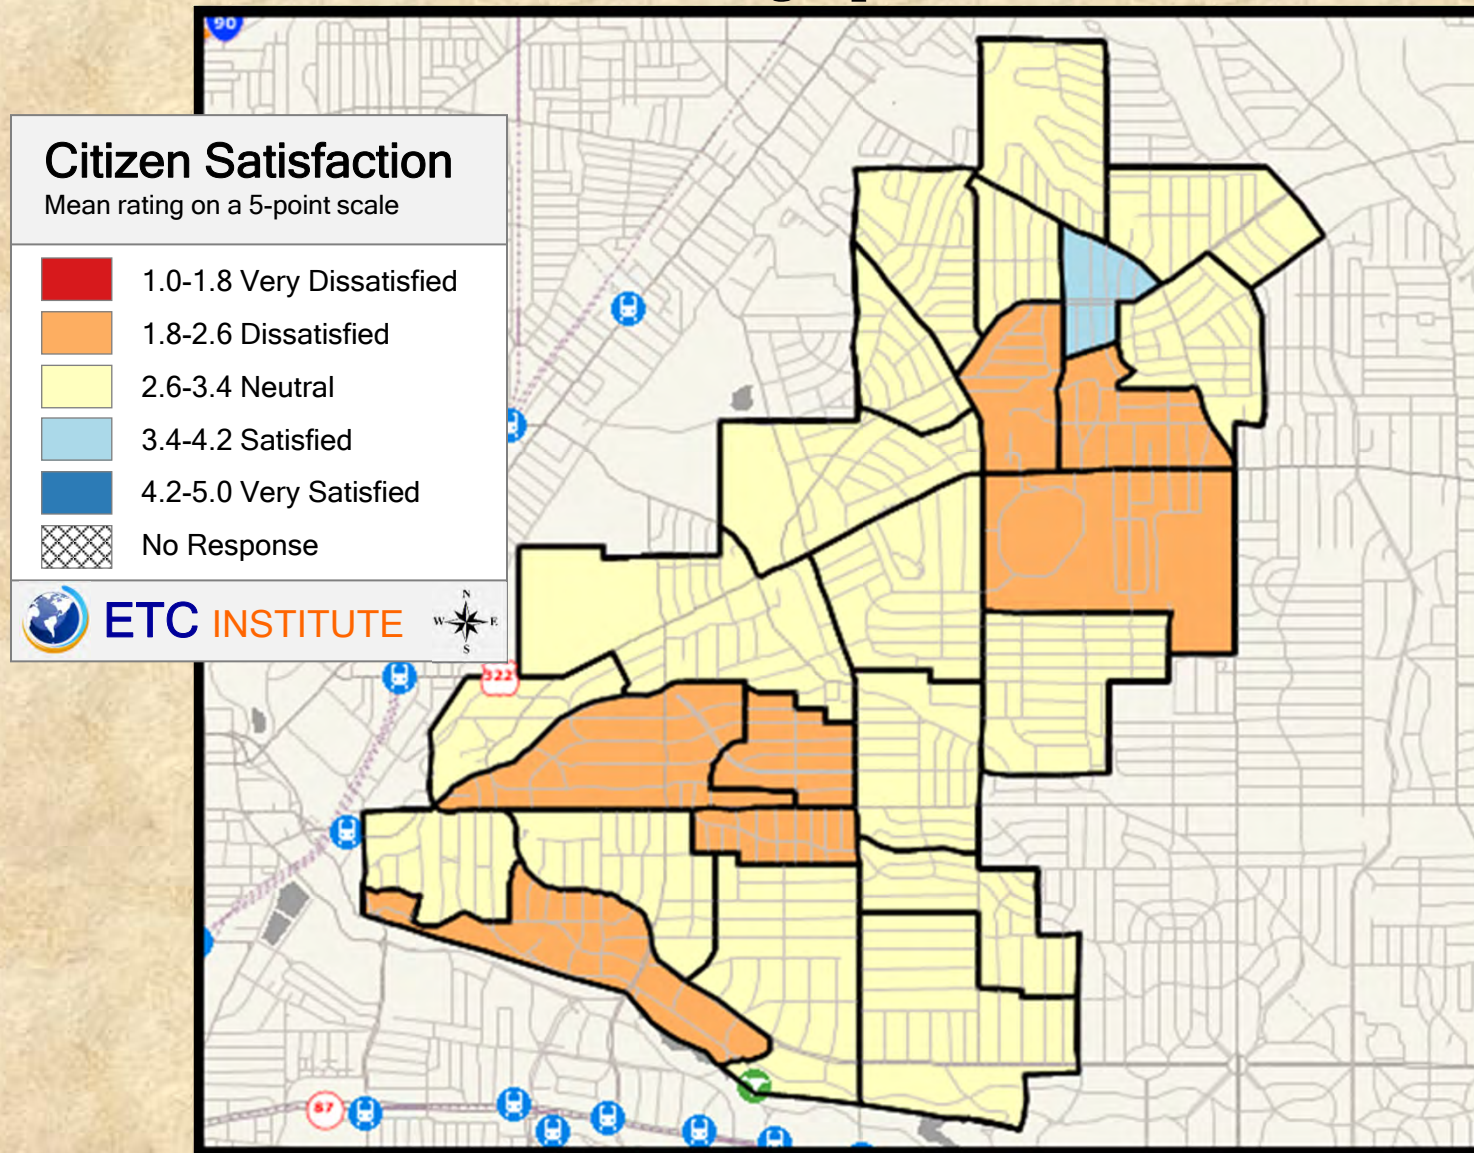 90
Citizen Satisfaction
Mean rating on a 5-point scale
1.0-1.8 Very Dissatisfied
1.8-2.6 Dissatisfied
2.6-3.4 Neutral
3.4-4.2 Satisfied
4.2-5.0 Very Satisfied
No Response
ETC INSTITUTE
N
W E
S
322
87